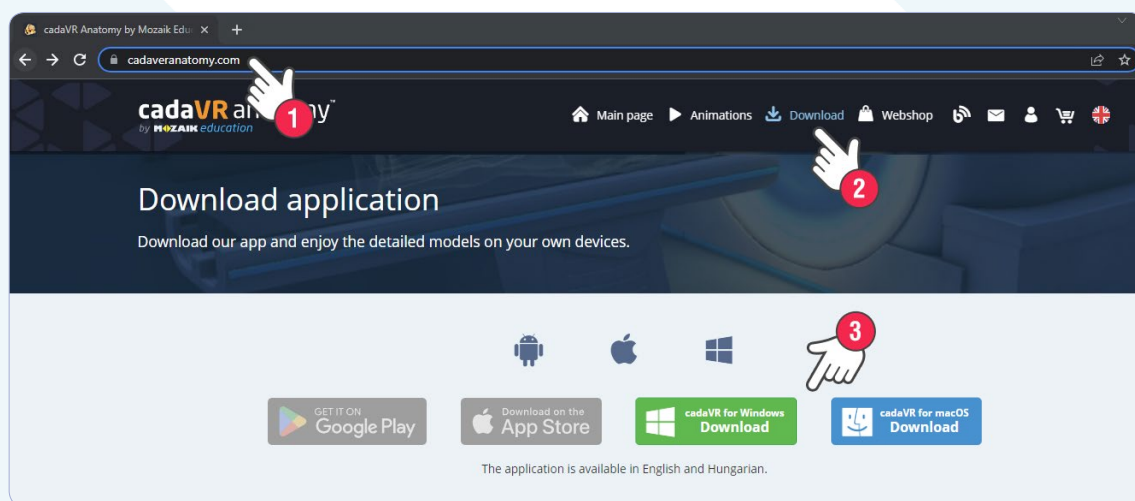 cadaVR Anatomy by Mozaik Edu
cadaveranatomy.com
1
cadaVR an my™
by MOZAIK education
Main page Animations Download Webshop
2
Download application
Download our app and enjoy the detailed models on your own devices.
3
GET IT ON
Google Play
Download on the
App Store
cadaVR for Windows
Download
cadaVR for macOS
Download
The application is available in English and Hungarian.